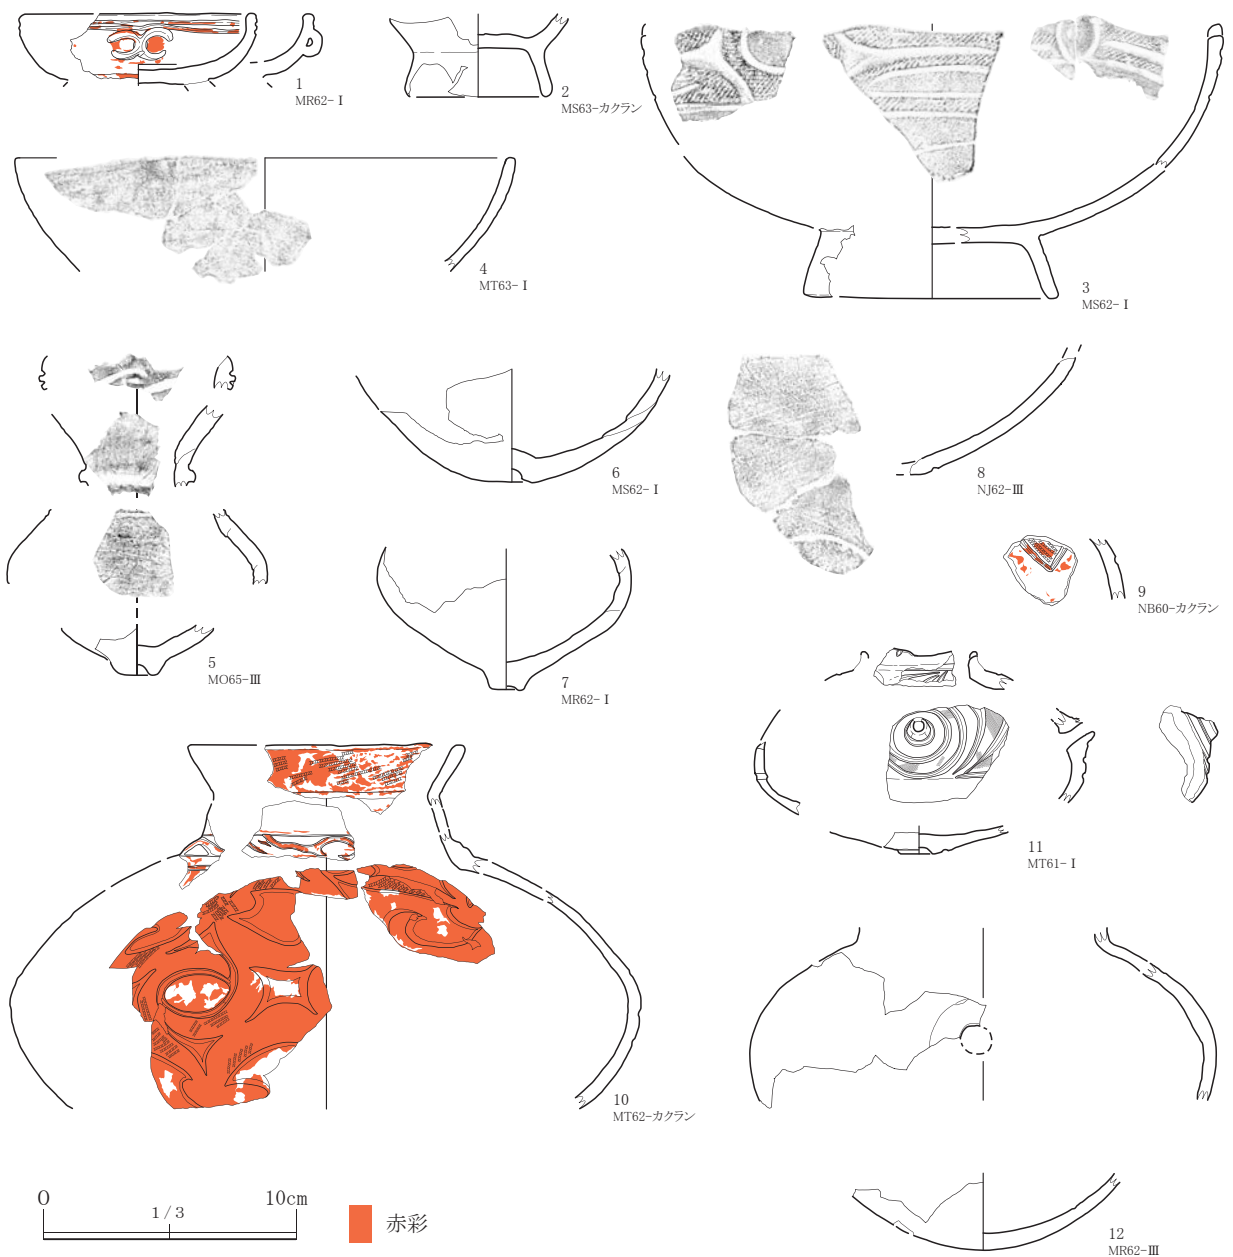 1
MR62-Ⅰ
2
MS63-カクラン
3
MS62-Ⅰ
4
MT63-Ⅰ
5
MO65-Ⅲ
6
MS62-Ⅰ
7
MR62-Ⅰ
8
NJ62-Ⅲ
9
NB60-カクラン
10
MT62-カクラン
11
MT61-Ⅰ
12
MR62-Ⅲ
0 1/3 10cm
赤彩